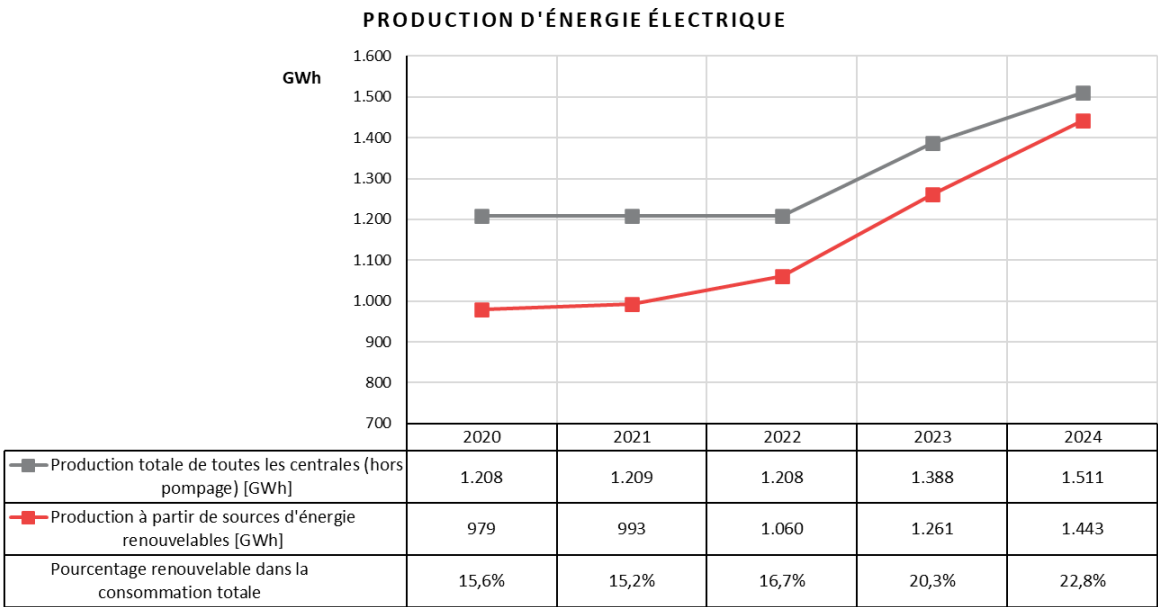 PRODUCTION D'ÉNERGIE ÉLECTRIQUE
GWh
1.600
1.500
1.400
1.300
1.200
1.100
1.000
900
800
700
2020 2021 2022 2023 2024
Production totale de toutes les centrales (hors
pompage) [GWh]
1.208 1.209 1.208 1.388 1.511
Production à partir de sources d'énergie
renouvelables [GWh]
979 993 1.060 1.261 1.443
Pourcentage renouvelable dans la
consommation totale
15,6% 15,2% 16,7% 20,3% 22,8%